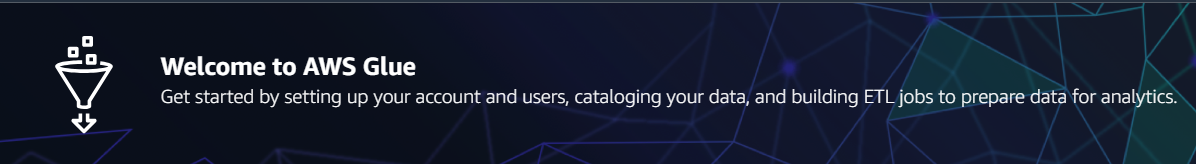 Welcome to AWS Glue
Get started by setting up your account and users, cataloging your data, and building ETL jobs to prepare data for analytics.